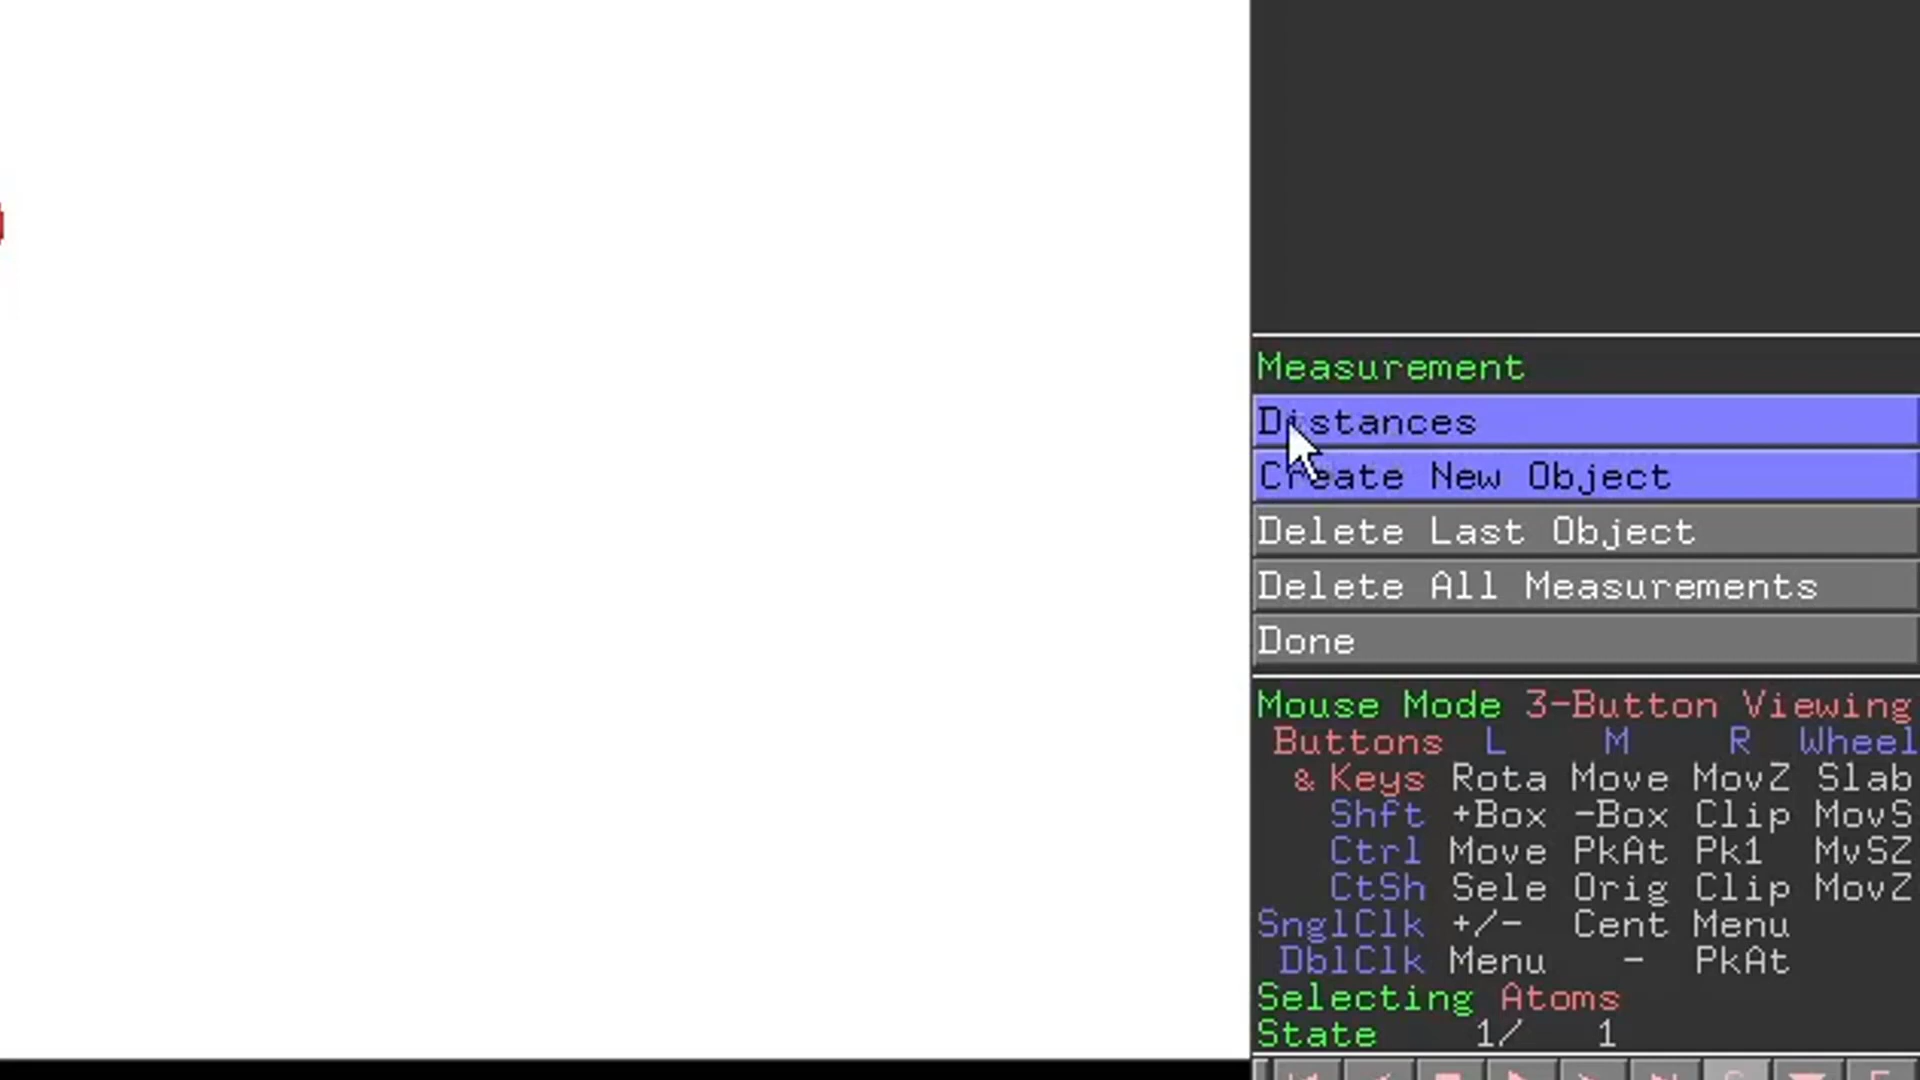 Measurement
Distances
Create New Object
Delete Last Object
Delete All Measurements
Done
Mouse Mode 3-Button Viewing
Buttons L M R Wheel
& Keys Rota Move MovZ Slab
Shft +Box -Box Clip MovS
Ctrl Move PkAt Pk1 MvSZ
CtSh Sele Orig Clip MovZ
SnglClk +/- Cent Menu
DblClk Menu - PkAt
Selecting Atoms
State 1/ 1